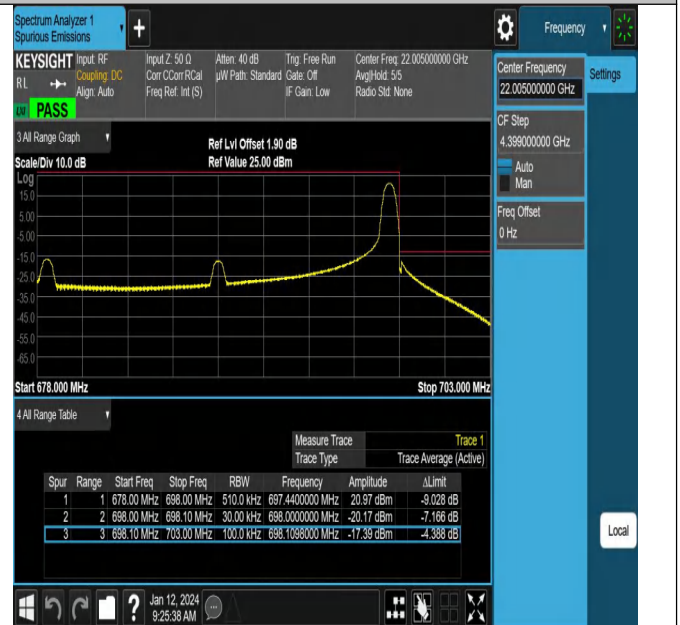 Spectrum Analyzer 1
Spurious Emissions
+
Frequency
KEYSIGHT Input: RF Input Z: 50 Ω Atten: 40 dB Trig: Free Run Center Freq: 22.005000000 GHz
RL Coupling: DC Corr CCorr RCal µW Path: Standard Gate: Off Avg|Hold: 5/5
Align: Auto Freq Ref: Int (S) IF Gain: Low Radio Std: None
PASS
Center Frequency
22.005000000 GHz
Settings
CF Step
4.399000000 GHz
Auto
Man
Freq Offset
0 Hz
3 All Range Graph
Ref Lvl Offset 1.90 dB
Scale/Div 10.0 dB Ref Value 25.00 dBm
Log
15.0
5.00
-5.00
-15.0
-25.0
-35.0
-45.0
-55.0
-65.0
Start 678.000 MHz Stop 703.000 MHz
4 All Range Table
Measure Trace Trace 1
Trace Type Trace Average (Active)
Spur Range Start Freq Stop Freq RBW Frequency Amplitude ΔLimit
1 1 678.00 MHz 698.00 MHz 510.0 kHz 697.4400000 MHz 20.97 dBm -9.028 dB
2 2 698.00 MHz 698.10 MHz 30.00 kHz 698.0000000 MHz -20.17 dBm -7.166 dB
3 3 698.10 MHz 703.00 MHz 100.0 kHz 698.1098000 MHz -17.39 dBm -4.388 dB
Local
? Jan 12, 2024
9:25:38 AM